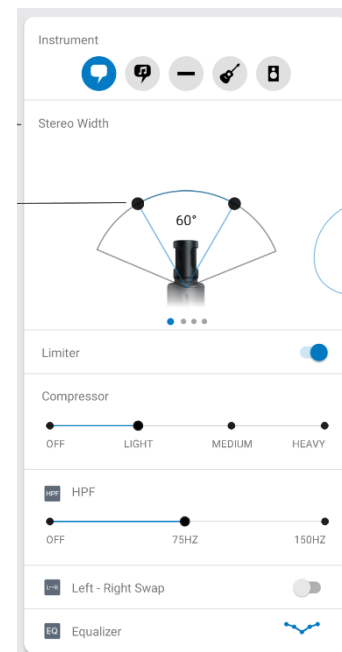 Instrument
Stereo Width
60°
Limiter
Compressor
OFF LIGHT MEDIUM HEAVY
HPF HPF
OFF 75HZ 150HZ
L↔R Left - Right Swap
EQ Equalizer